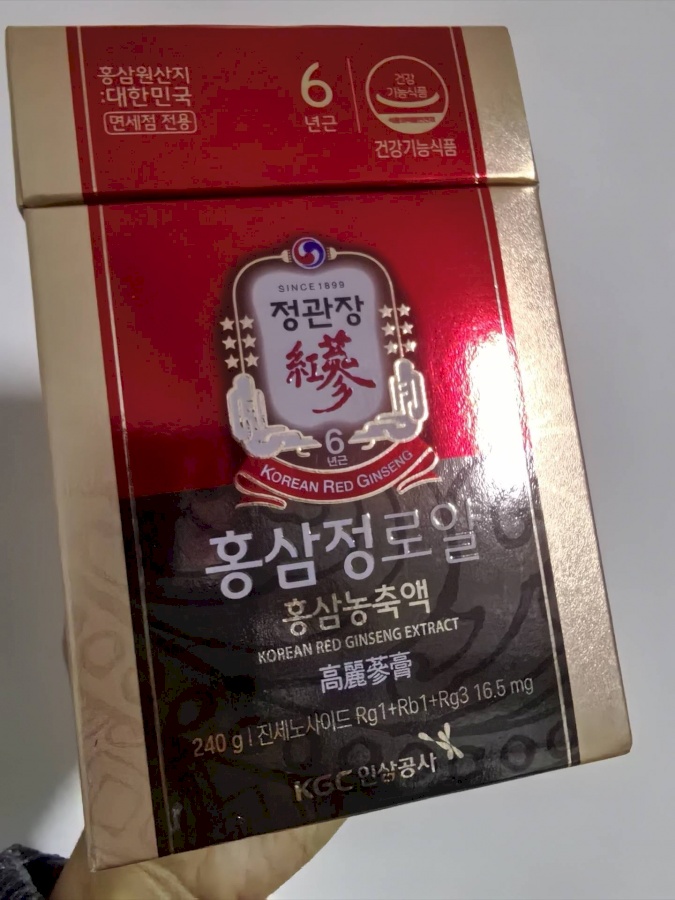 홍삼원산지
:대한민국
면세점 전용
6
년근
건강
기능식품
건강기능식품
SINCE 1899
정관장
紅蔘
6
년근
KOREAN RED GINSENG
홍삼정로얄
홍삼농축액
KOREAN RED GINSENG EXTRACT
高麗蔘膏
240 g | 진세노사이드 Rg1+Rb1+Rg3 16.5 mg
KGC 인삼공사